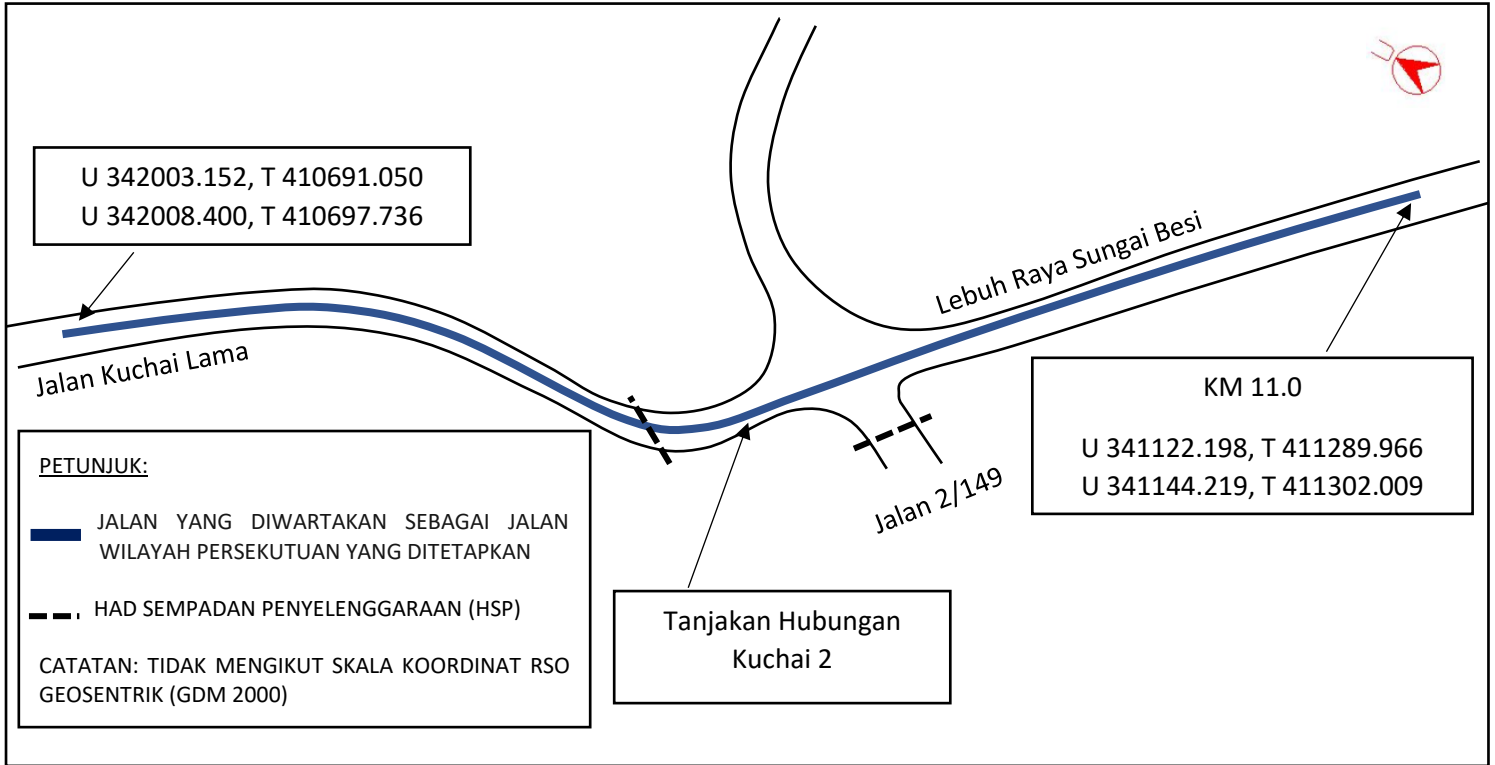 U
U 342003.152, T 410691.050
U 342008.400, T 410697.736
Lebuh Raya Sungai Besi
Jalan Kuchai Lama
KM 11.0
U 341122.198, T 411289.966
U 341144.219, T 411302.009
Jalan 2/149
PETUNJUK:
JALAN YANG DIWARTAKAN SEBAGAI JALAN
WILAYAH PERSEKUTUAN YANG DITETAPKAN
HAD SEMPADAN PENYELENGGARAAN (HSP)
CATATAN: TIDAK MENGIKUT SKALA KOORDINAT RSO
GEOSENTRIK (GDM 2000)
Tanjakan Hubungan
Kuchai 2